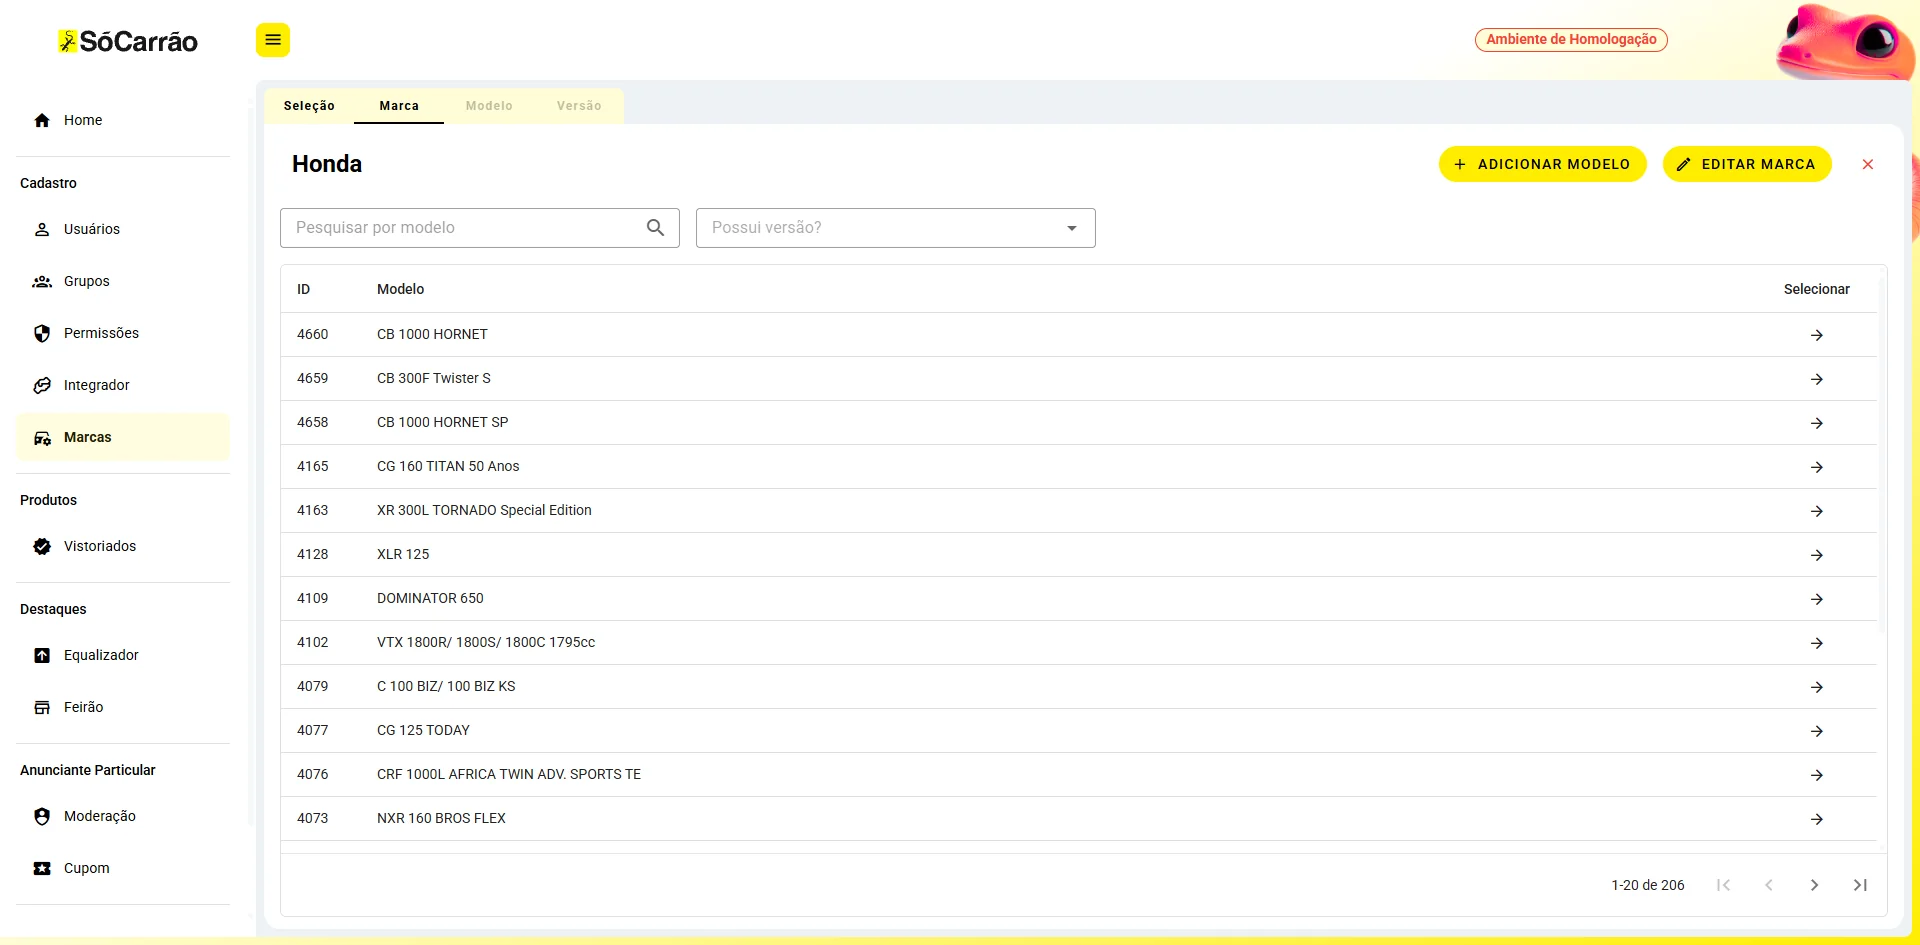 SóCarrão
Ambiente de Homologação
Home
Cadastro
Usuários
Grupos
Permissões
Integrador
Marcas
Produtos
Vistoriados
Destaques
Equalizador
Feirão
Anunciante Particular
Moderação
Cupom
Seleção Marca Modelo Versão
Honda
ADICIONAR MODELO EDITAR MARCA
Pesquisar por modelo Possui versão?
ID Modelo Selecionar
4660 CB 1000 HORNET
4659 CB 300F Twister S
4658 CB 1000 HORNET SP
4165 CG 160 TITAN 50 Anos
4163 XR 300L TORNADO Special Edition
4128 XLR 125
4109 DOMINATOR 650
4102 VTX 1800R/ 1800S/ 1800C 1795cc
4079 C 100 BIZ/ 100 BIZ KS
4077 CG 125 TODAY
4076 CRF 1000L AFRICA TWIN ADV. SPORTS TE
4073 NXR 160 BROS FLEX
1-20 de 206